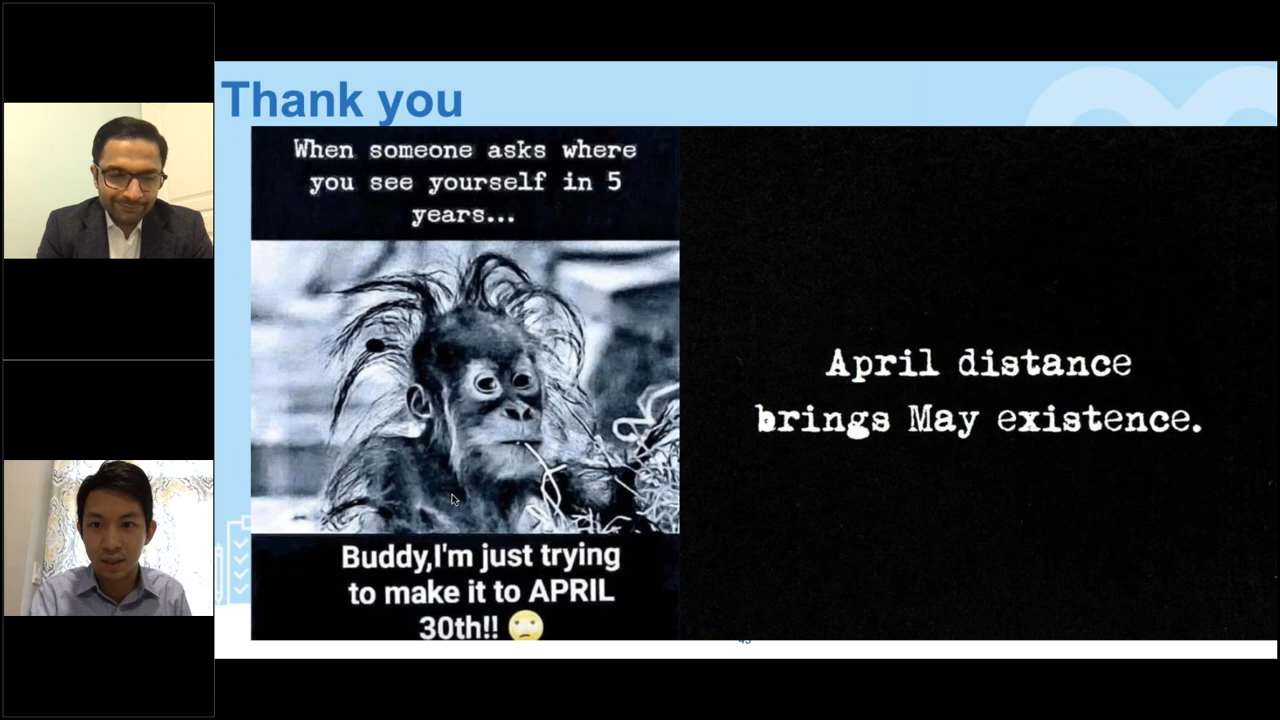 Thank you
When someone asks where
you see yourself in 5
years...
Buddy,I'm just trying
to make it to APRIL
30th!! 🙄
April distance
brings May existence.